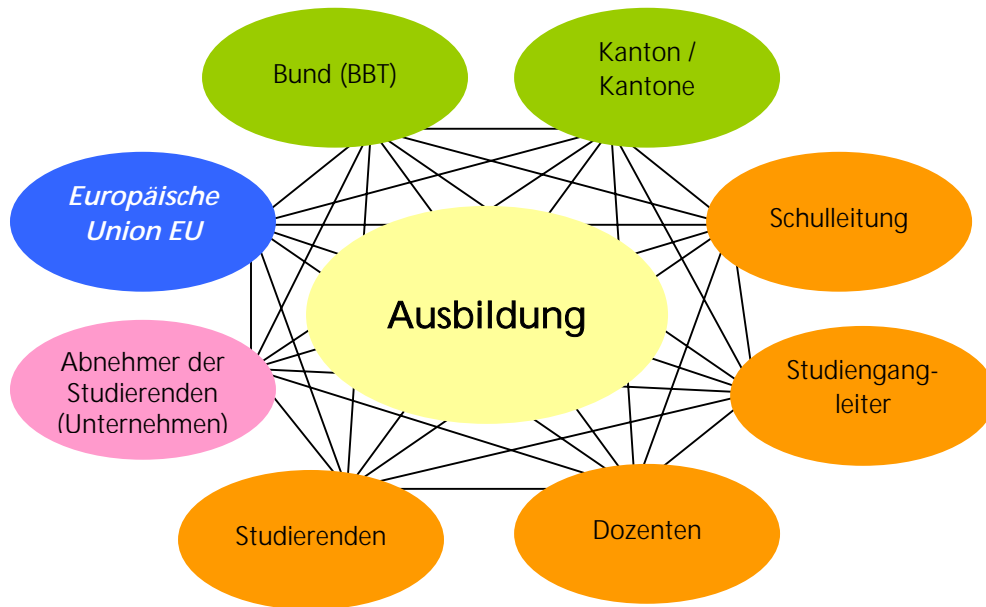 Bund (BBT)
Kanton /
Kantone
Europäische
Union EU
Schulleitung
Ausbildung
Abnehmer der
Studierenden
(Unternehmen)
Studiengang-
leiter
Studierenden
Dozenten